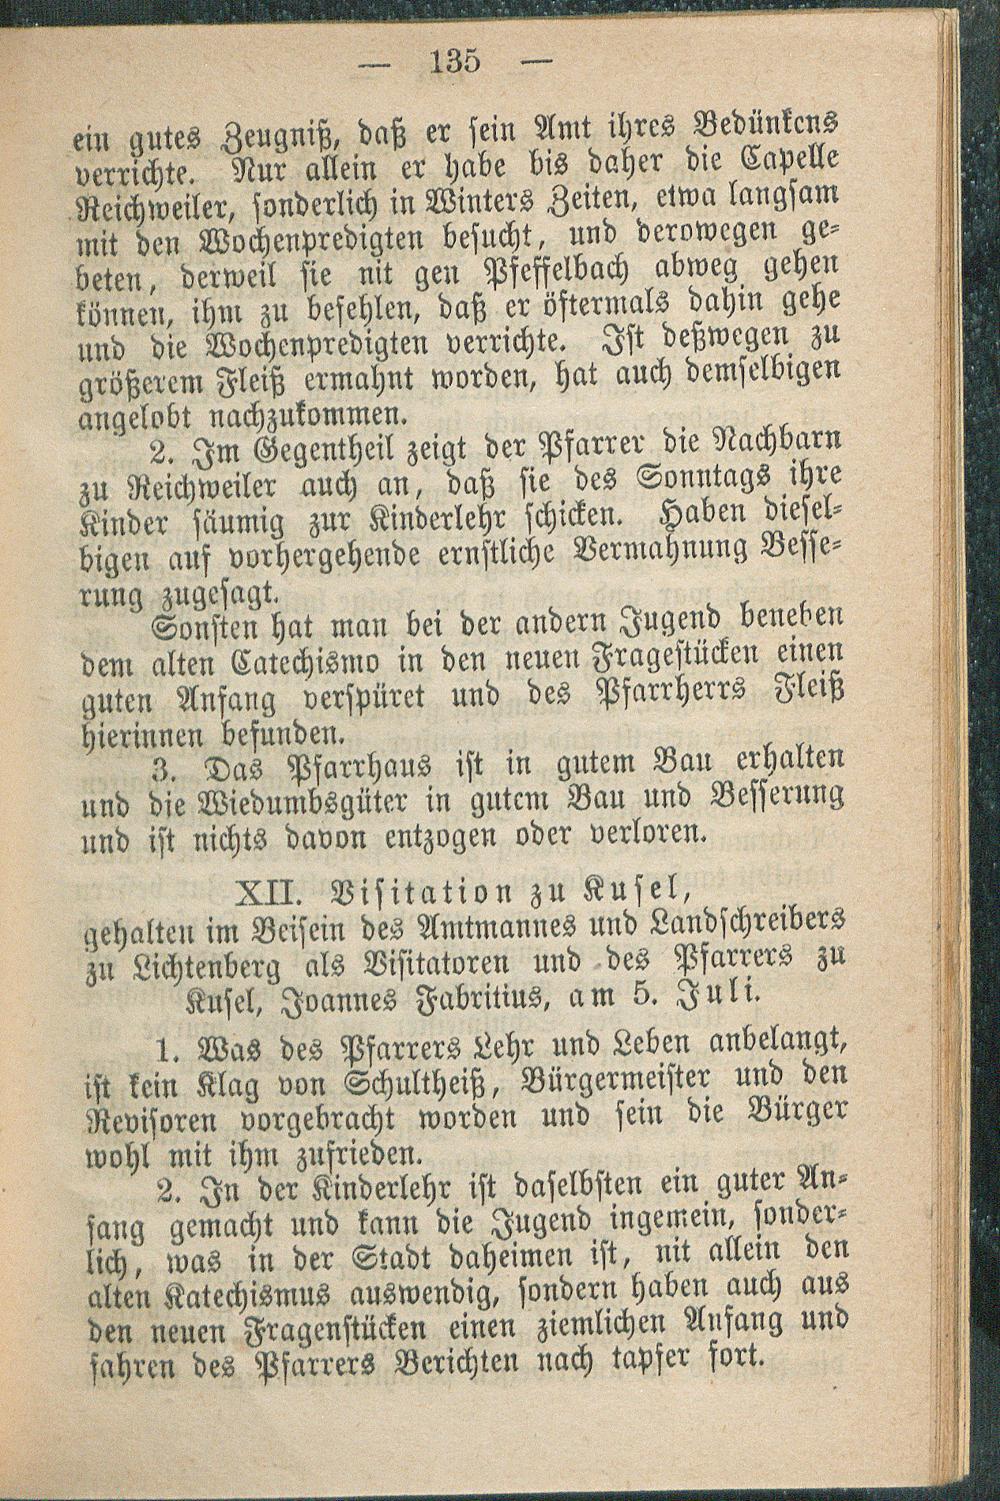 — 135 —
ein gutes Zeugniß, daß er sein Amt ihres Bedünkens
verrichte. Nur allein er habe bis daher die Capelle
Reichweiler, sonderlich in Winters Zeiten, etwa langsam
mit den Wochenpredigten besucht, und derowegen ge-
beten, derweil sie nit gen Pfeffelbach abweg gehen
können, ihm zu befehlen, daß er öftermals dahin gehe
und die Wochenpredigten verrichte. Ist deßwegen zu
größerem Fleiß ermahnt worden, hat auch demselbigen
angelobt nachzukommen.
2. Im Gegentheil zeigt der Pfarrer die Nachbarn
zu Reichweiler auch an, daß sie des Sonntags ihre
Kinder säumig zur Kinderlehr schicken. Haben diesel-
bigen auf vorhergehende ernstliche Vermahnung Besse-
rung zugesagt.
Sonsten hat man bei der andern Jugend beneben
dem alten Catechismo in den neuen Fragestücken einen
guten Anfang verspüret und des Pfarrherrs Fleiß
hierinnen befunden.
3. Das Pfarrhaus ist in gutem Bau erhalten
und die Wiedumbsgüter in gutem Bau und Besserung
und ist nichts davon entzogen oder verloren.
XII. Visitation zu Kusel,
gehalten im Beisein des Amtmannes und Landschreibers
zu Lichtenberg als Visitatoren und des Pfarrers zu
Kusel, Joannes Fabritius, am 5. Juli.
1. Was des Pfarrers Lehr und Leben anbelangt,
ist kein Klag von Schultheiß, Bürgermeister und den
Revisoren vorgebracht worden und sein die Bürger
wohl mit ihm zufrieden.
2. In der Kinderlehr ist daselbsten ein guter An-
fang gemacht und kann die Jugend ingemein, sonder-
lich, was in der Stadt daheimen ist, nit allein den
alten Katechismus auswendig, sondern haben auch aus
den neuen Fragenstücken einen ziemlichen Anfang und
fahren des Pfarrers Berichten nach tapfer fort.